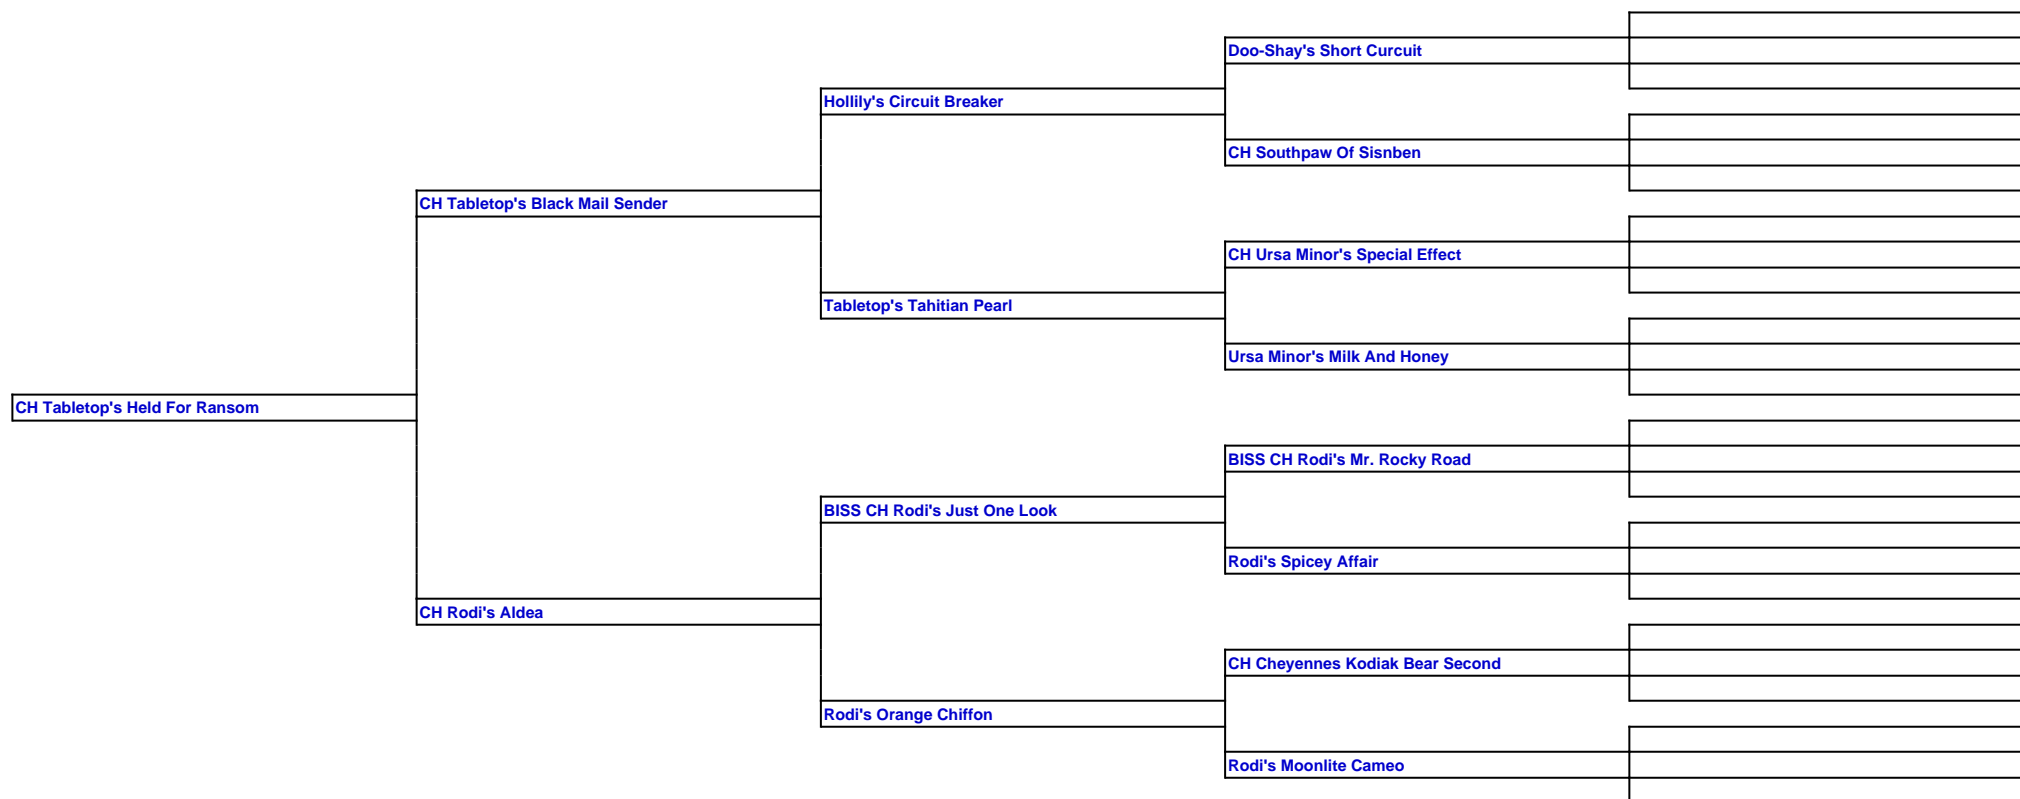 Doo-Shay's Short Curcuit
Hollily's Circuit Breaker
CH Southpaw Of Sisnben
CH Tabletop's Black Mail Sender
CH Ursa Minor's Special Effect
Tabletop's Tahitian Pearl
Ursa Minor's Milk And Honey
CH Tabletop's Held For Ransom
BISS CH Rodi's Mr. Rocky Road
BISS CH Rodi's Just One Look
Rodi's Spicey Affair
CH Rodi's Aldea
CH Cheyennes Kodiak Bear Second
Rodi's Orange Chiffon
Rodi's Moonlite Cameo